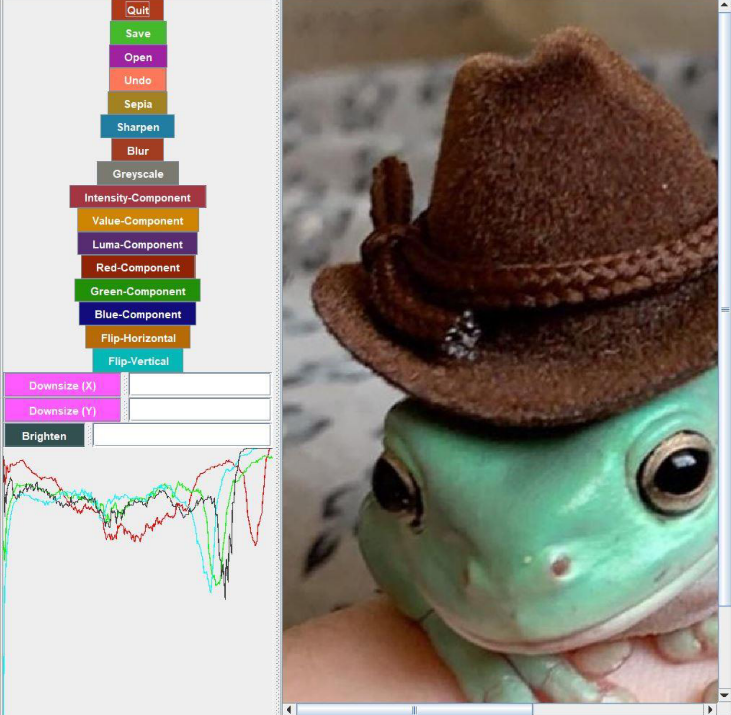 Quit
Save
Open
Undo
Sepia
Sharpen
Blur
Greyscale
Intensity-Component
Value-Component
Luma-Component
Red-Component
Green-Component
Blue-Component
Flip-Horizontal
Flip-Vertical
Downsize (X)
Downsize (Y)
Brighten